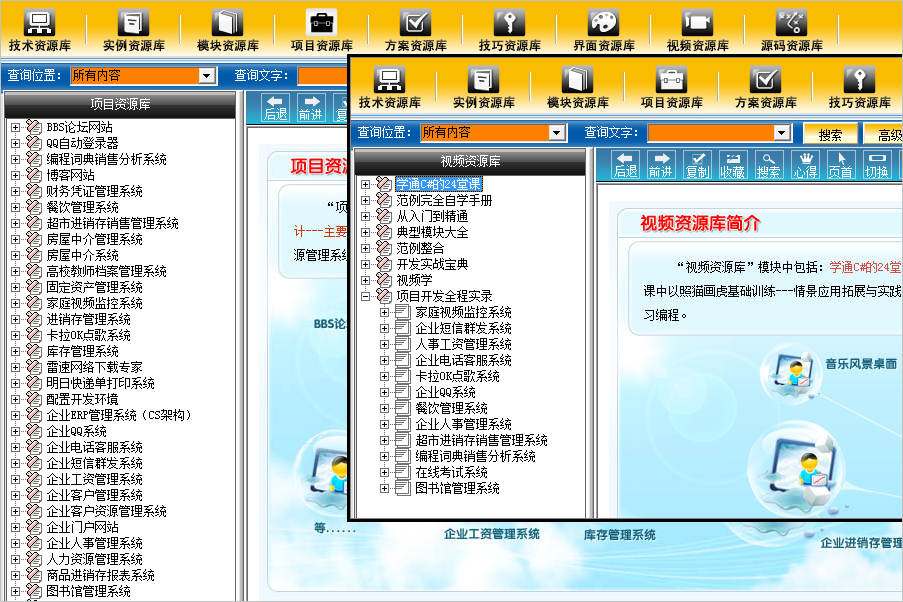 技术资源库 实例资源库 模块资源库 项目资源库 方案资源库 技巧资源库 界面资源库 视频资源库 源码资源库
查询位置： 所有内容 查询文字：
项目资源库
后退 前进
BBS论坛网站
QQ自动登录器
编程词典销售分析系统
博客网站
财务凭证管理系统
餐饮管理系统
超市进销存销售管理系统
房屋中介管理系统
房屋中介系统
高校教师档案管理系统
固定资产管理系统
家庭视频监控系统
进销存管理系统
卡拉OK点歌系统
库存管理系统
雷速网络下载专家
明日快递单打印系统
配置开发环境
企业ERP管理系统（CS架构）
企业QQ系统
企业电话客服系统
企业短信群发系统
企业工资管理系统
企业客户管理系统
企业客户资源管理系统
企业门户网站
企业人事管理系统
人力资源管理系统
商品进销存报表系统
图书馆管理系统
项目资
“项
计---主要
源管理系统
BBS论
等……
企业工资管理系统
库存管理系统
企业进销存管理
技术资源库 实例资源库 模块资源库 项目资源库 方案资源库 技巧资源库
查询位置： 所有内容 查询文字： 搜索 高级
视频资源库
后退 前进 复制 收藏 搜索 心得 页首 切换
学通C#的24堂课
范例完全自学手册
从入门到精通
典型模块大全
范例整合
开发实战宝典
视频学
项目开发全程实录
家庭视频监控系统
企业短信群发系统
人事工资管理系统
企业电话客服系统
卡拉OK点歌系统
企业QQ系统
餐饮管理系统
企业人事管理系统
超市进销存销售管理系统
编程词典销售分析系统
在线考试系统
图书馆管理系统
视频资源库简介
“视频资源库”模块中包括：学通C#的24堂
课中以照猫画虎基础训练---情景应用拓展与实践
习编程。
音乐风景桌面